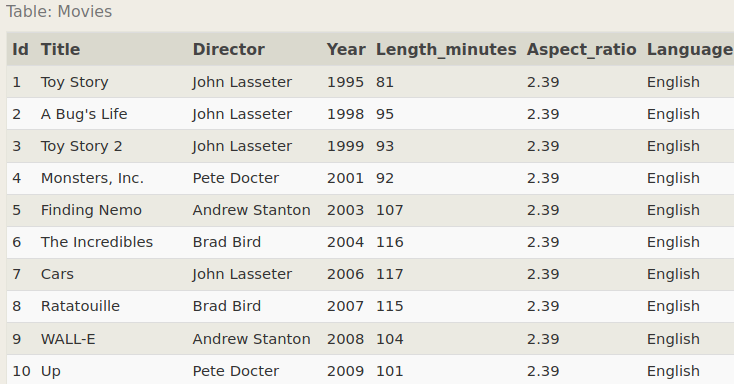 Table: Movies
Id Title Director Year Length_minutes Aspect_ratio Language
1 Toy Story John Lasseter 1995 81 2.39 English
2 A Bug's Life John Lasseter 1998 95 2.39 English
3 Toy Story 2 John Lasseter 1999 93 2.39 English
4 Monsters, Inc. Pete Docter 2001 92 2.39 English
5 Finding Nemo Andrew Stanton 2003 107 2.39 English
6 The Incredibles Brad Bird 2004 116 2.39 English
7 Cars John Lasseter 2006 117 2.39 English
8 Ratatouille Brad Bird 2007 115 2.39 English
9 WALL-E Andrew Stanton 2008 104 2.39 English
10 Up Pete Docter 2009 101 2.39 English